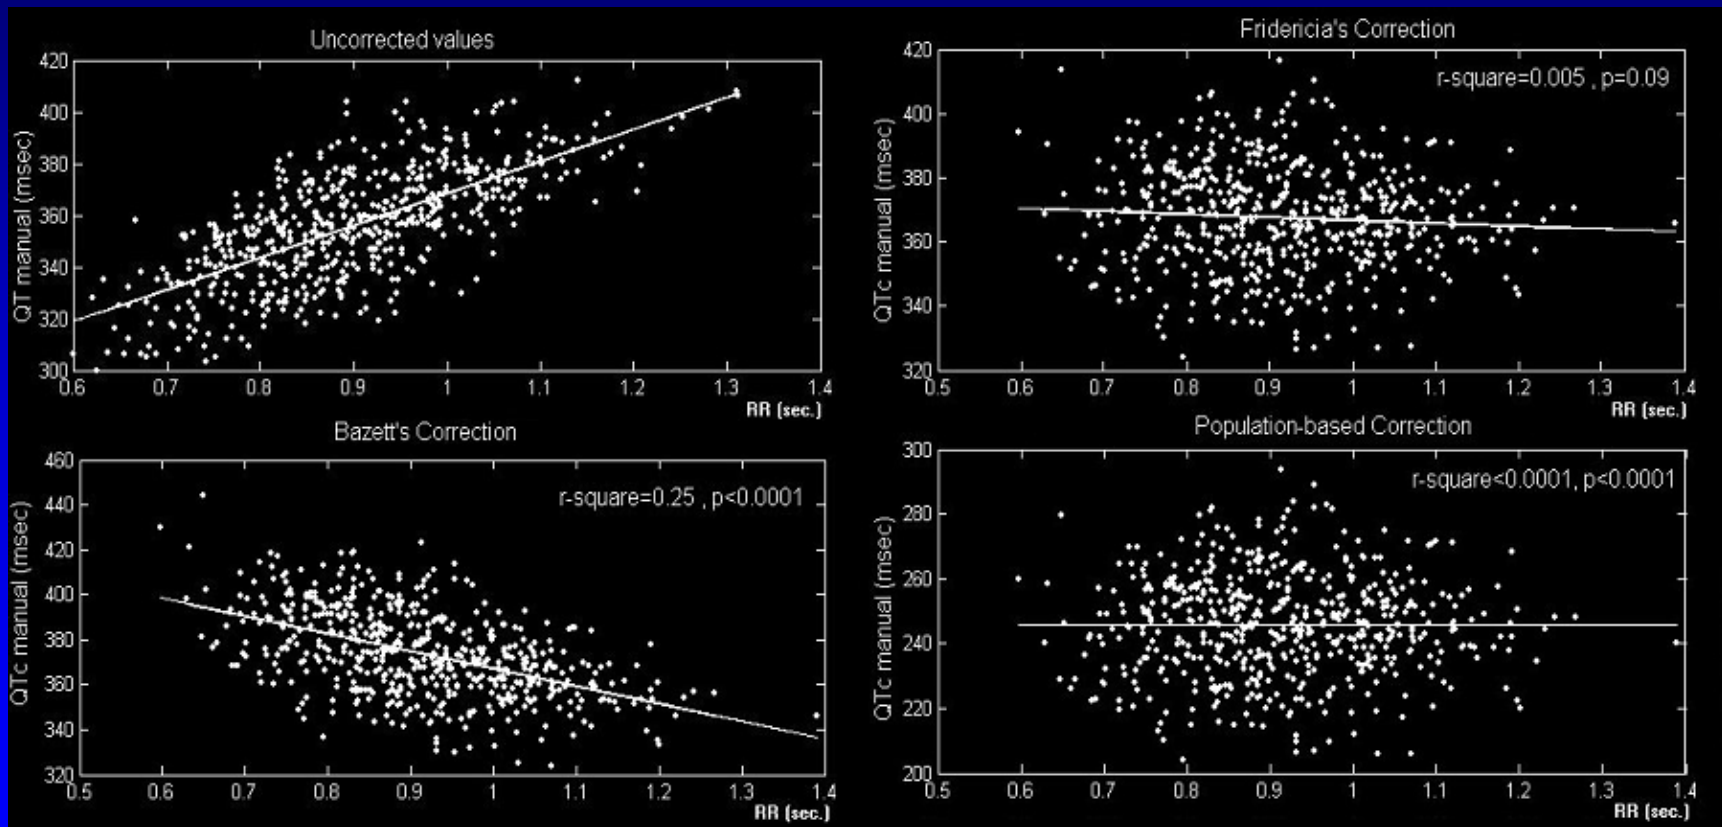 Uncorrected values
QT manual (msec)
420
400
380
360
340
320
300
0.6 0.7 0.8 0.9 1 1.1 1.2 1.3 1.4
RR (sec.)
Fridericia's Correction
r-square=0.005 , p=0.09
QTc manual (msec)
420
400
380
360
340
320
0.5 0.6 0.7 0.8 0.9 1 1.1 1.2 1.3 1.4
RR (sec.)
Bazett's Correction
r-square=0.25 , p<0.0001
QTc manual (msec)
460
440
420
400
380
360
340
320
0.5 0.6 0.7 0.8 0.9 1 1.1 1.2 1.3 1.4
RR (sec.)
Population-based Correction
r-square<0.0001, p<0.0001
QTc manual (msec)
300
280
260
240
220
200
0.5 0.6 0.7 0.8 0.9 1 1.1 1.2 1.3 1.4
RR (sec.)